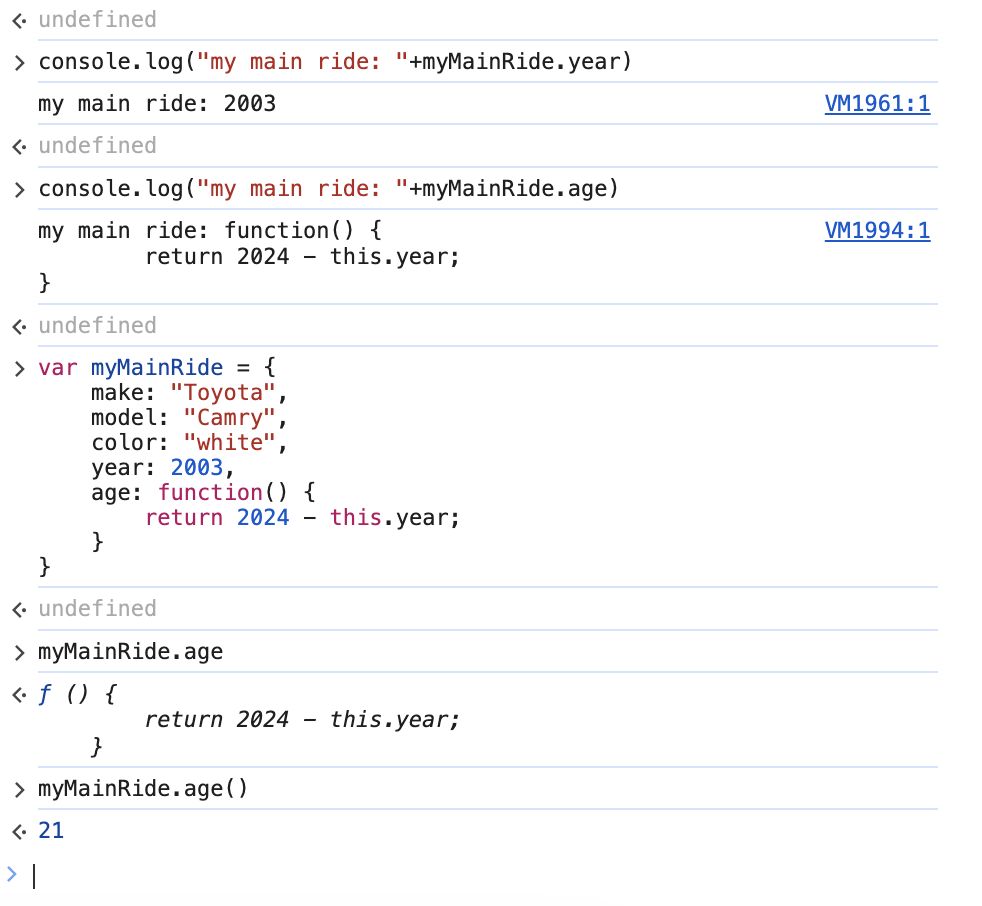 undefined
console.log("my main ride: "+myMainRide.year)
my main ride: 2003 VM1961:1
undefined
console.log("my main ride: "+myMainRide.age)
my main ride: function() { VM1994:1
        return 2024 – this.year;
}
undefined
var myMainRide = {
    make: "Toyota",
    model: "Camry",
    color: "white",
    year: 2003,
    age: function() {
        return 2024 – this.year;
    }
}
undefined
myMainRide.age
ƒ () {
        return 2024 – this.year;
    }
myMainRide.age()
21